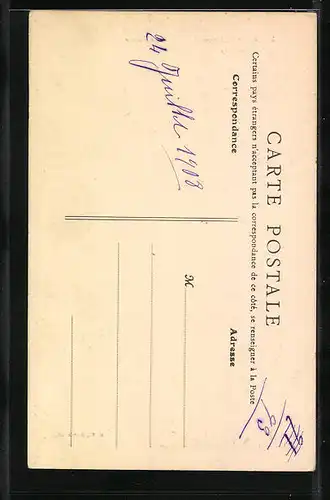 CARTE POSTALE
Certains pays étrangers n'acceptant pas la correspondance de ce côté, se renseigner à la Poste
Correspondance
Adresse
24 Juillet 1908
M